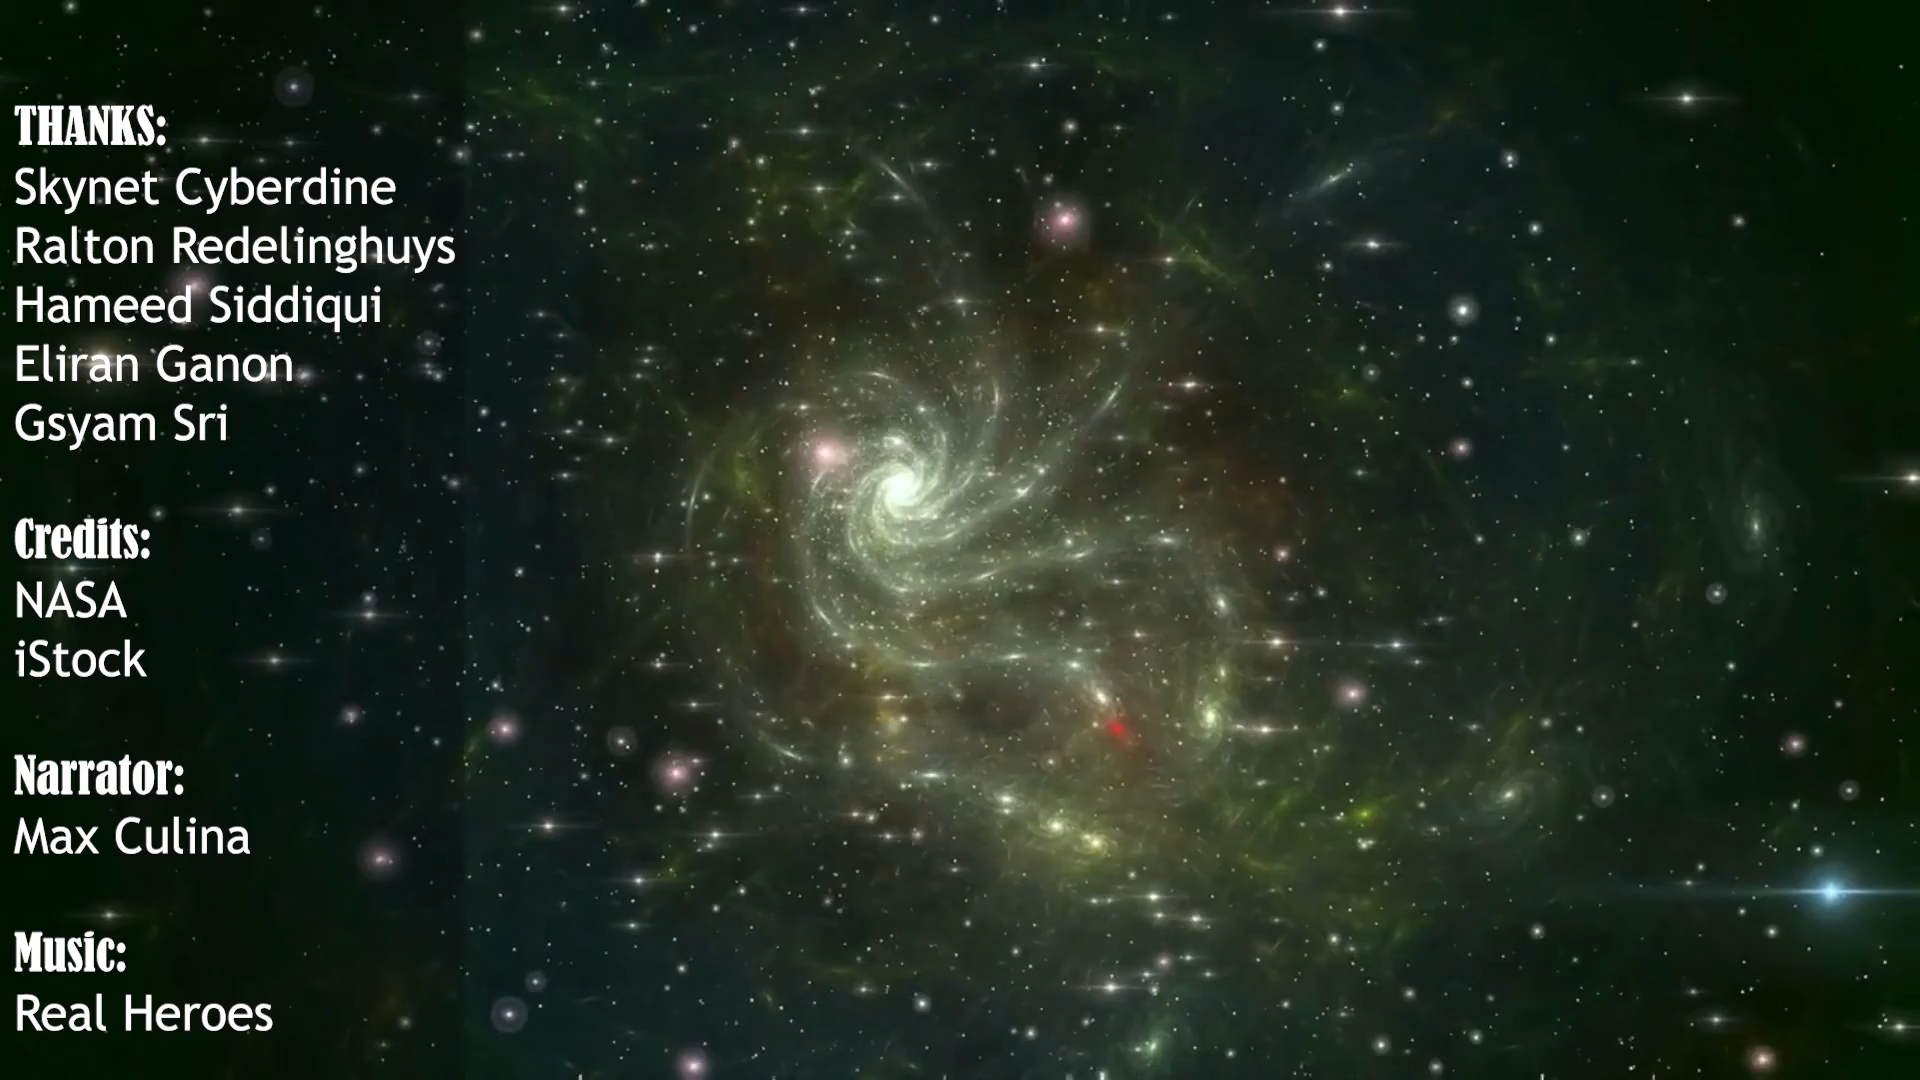 THANKS:
Skynet Cyberdine
Ralton Redelinghuys
Hameed Siddiqui
Eliran Ganon
Gsyam Sri
Credits:
NASA
iStock
Narrator:
Max Culina
Music:
Real Heroes